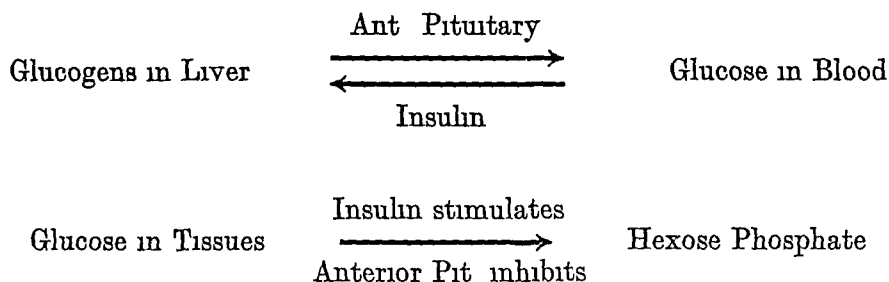 Ant Pituitary
Glucogens in Liver Glucose in Blood
Insulin
Insulin stimulates
Glucose in Tissues Hexose Phosphate
Anterior Pit inhibits